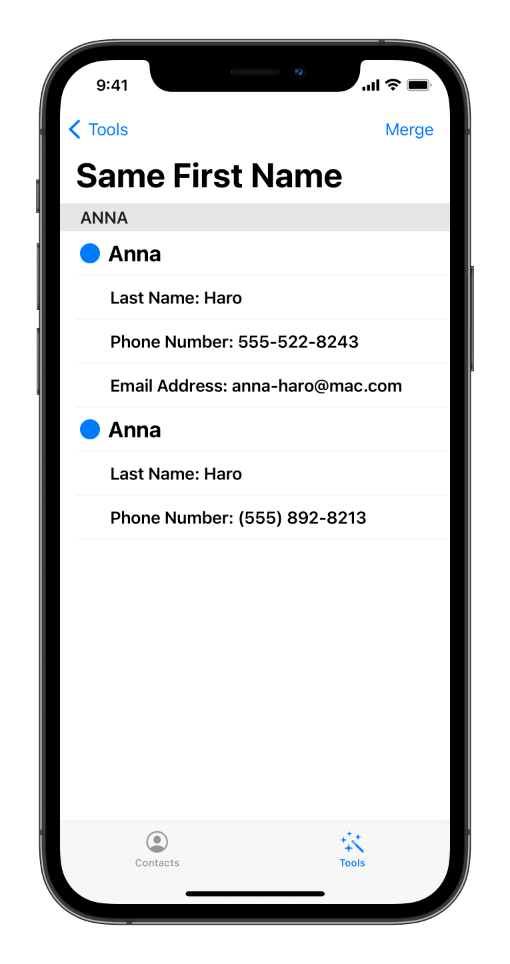 9:41
Tools
Merge
Same First Name
ANNA
Anna
Last Name: Haro
Phone Number: 555-522-8243
Email Address: anna-haro@mac.com
Anna
Last Name: Haro
Phone Number: (555) 892-8213
Contacts
Tools